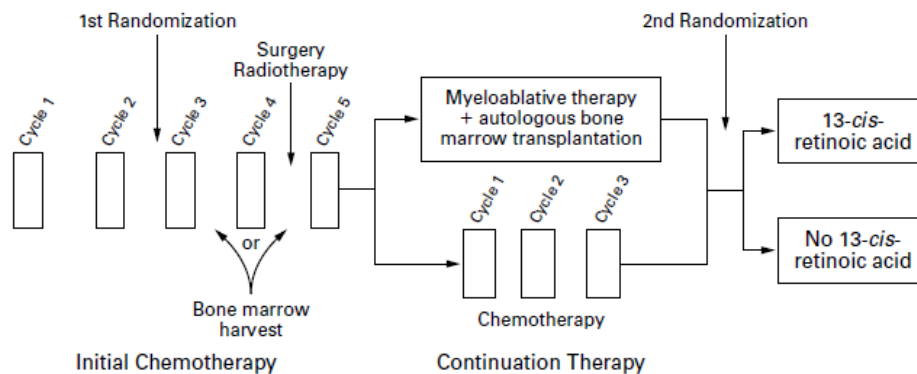 1st Randomization
2nd Randomization
Surgery
Radiotherapy
Cycle 1
Cycle 2
Cycle 3
Cycle 4
Cycle 5
Myeloablative therapy
+ autologous bone
marrow transplantation
13-cis-
retinoic acid
Cycle 1
Cycle 2
Cycle 3
or
No 13-cis-
retinoic acid
Bone marrow
harvest
Chemotherapy
Initial Chemotherapy
Continuation Therapy